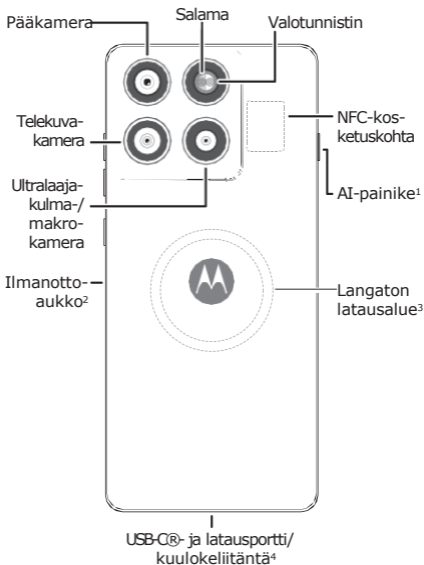 Pääkamera
Salama
Valotunnistin
Telekuva-
kamera
NFC-kos-
ketuskohta
AI-painike¹
Ultralaaja-
kulma-/
makro-
kamera
Ilmanotto-
aukko²
Langaton
latausalue³
USB-C®- ja latausportti/
kuulokeliitäntä⁴